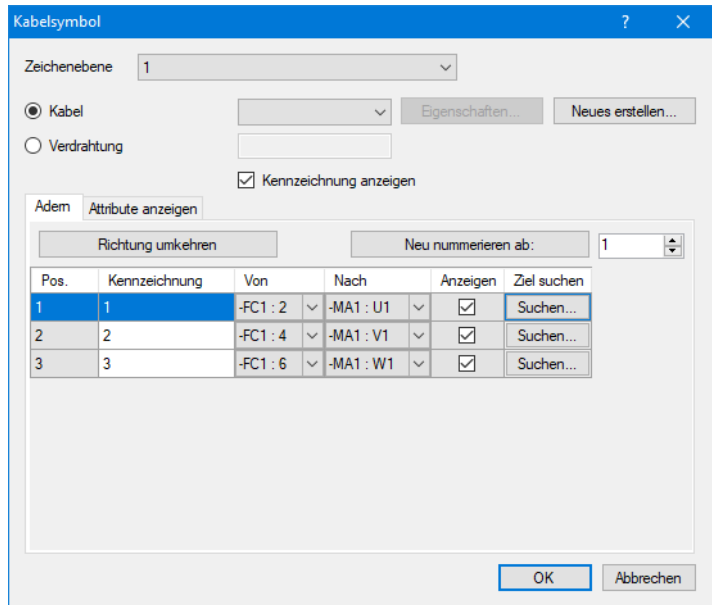 Kabelsymbol ?
Zeichenebene 1
Kabel Eigenschaften... Neues erstellen...
Verdrahtung
Kennzeichnung anzeigen
Adern Attribute anzeigen
Richtung umkehren Neu nummerieren ab: 1
Pos. Kennzeichnung Von Nach Anzeigen Ziel suchen
1 1 -FC1 : 2 -MA1 : U1 Suchen...
2 2 -FC1 : 4 -MA1 : V1 Suchen...
3 3 -FC1 : 6 -MA1 : W1 Suchen...
OK Abbrechen